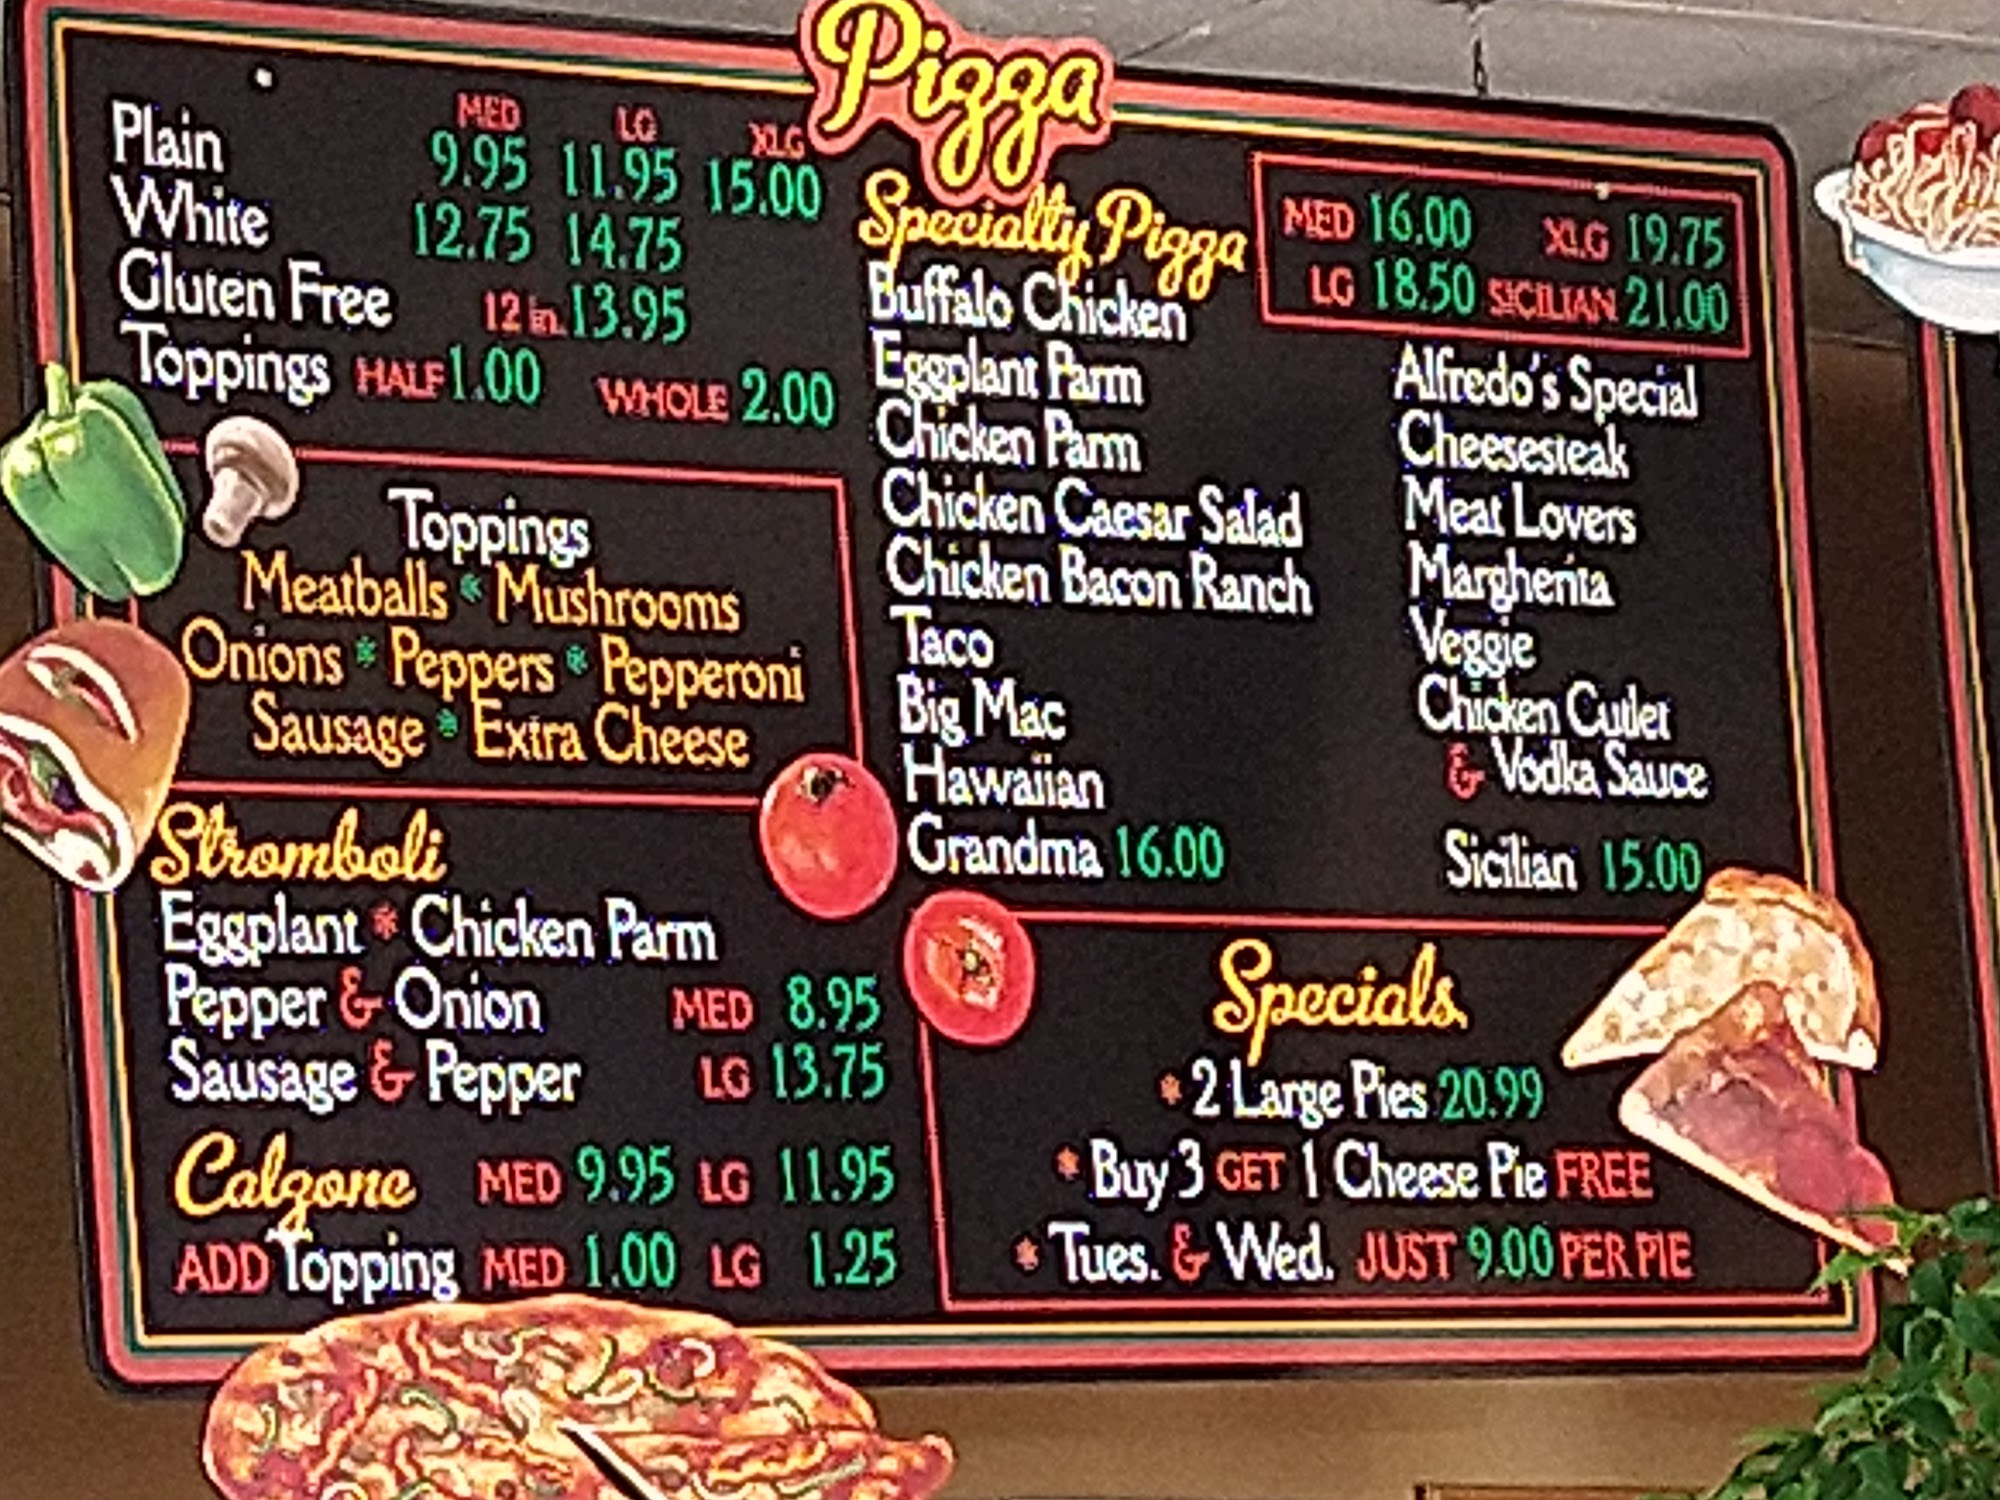 Pizza
MED LG XLG
Plain 9.95 11.95 15.00
White 12.75 14.75
Gluten Free 12 in. 13.95
Toppings HALF 1.00 WHOLE 2.00
Toppings
Meatballs * Mushrooms
Onions * Peppers * Pepperoni
Sausage * Extra Cheese
Stromboli
Eggplant * Chicken Parm
Pepper & Onion MED 8.95
Sausage & Pepper LG 13.75
Calzone MED 9.95 LG 11.95
ADD Topping MED 1.00 LG 1.25
Specialty Pizza
MED 16.00 XLG 19.75
LG 18.50 SICILIAN 21.00
Buffalo Chicken
Eggplant Parm
Chicken Parm
Chicken Caesar Salad
Chicken Bacon Ranch
Taco
Big Mac
Hawaiian
Grandma 16.00
Alfredo's Special
Cheesesteak
Meat Lovers
Margherita
Veggie
Chicken Cutlet
& Vodka Sauce
Sicilian 15.00
Specials
* 2 Large Pies 20.99
* Buy 3 GET 1 Cheese Pie FREE
* Tues. & Wed. JUST 9.00 PER PIE